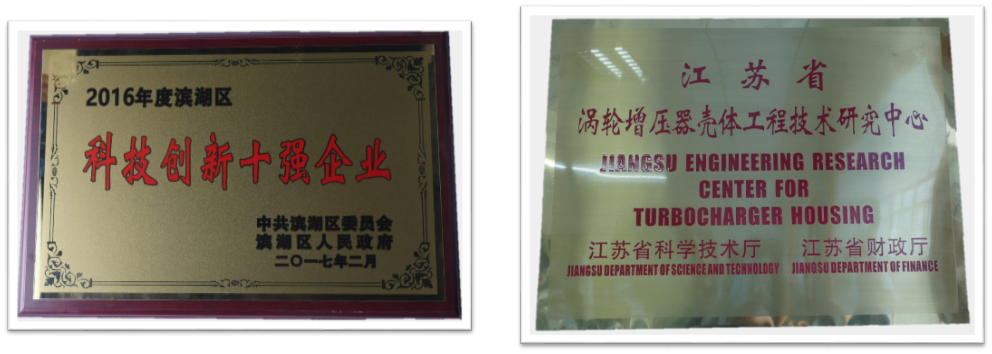 2016年度滨湖区
科技创新十强企业
中共滨湖区委员会
滨湖区人民政府
二〇一七年二月
江苏省
涡轮增压器壳体工程技术研究中心
JIANGSU ENGINEERING RESEARCH
CENTER FOR
TURBOCHARGER HOUSING
江苏省科学技术厅 江苏省财政厅
JIANGSU DEPARTMENT OF SCIENCE AND TECHNOLOGY JIANGSU DEPARTMENT OF FINANCE